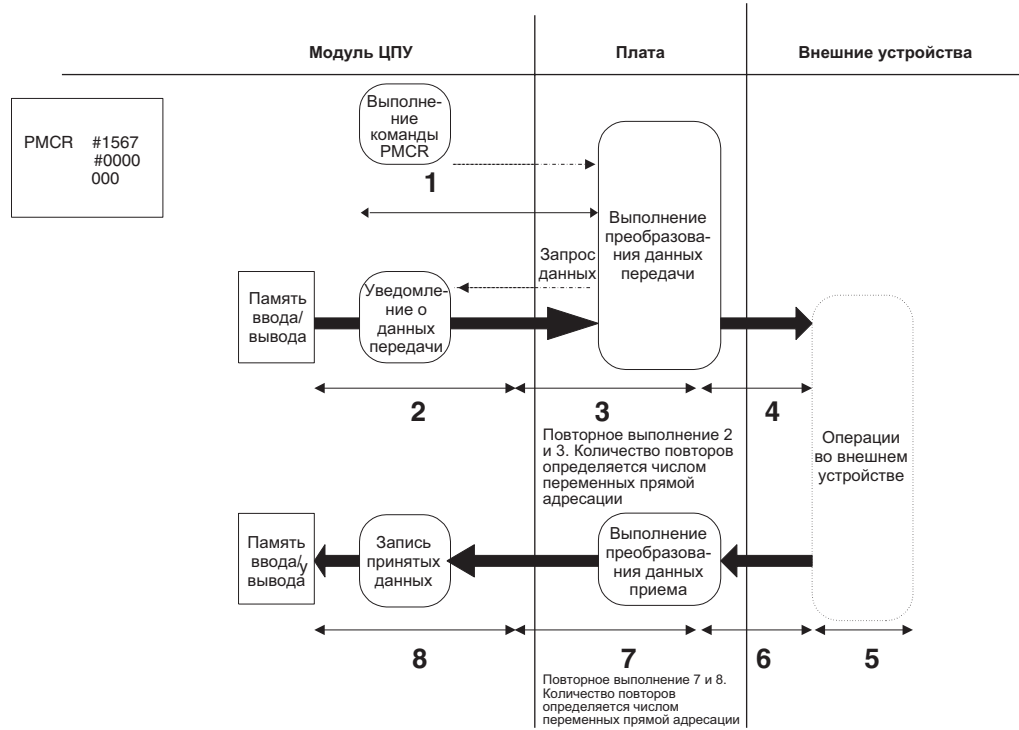 Модуль ЦПУ
Плата
Внешние устройства
PMCR #1567
#0000
000
Выполне-
ние
команды
PMCR
1
Выполнение
преобразова-
ния данных
передачи
Запрос
данных
Память
ввода/
вывода
Уведомле-
ние о
данных
передачи
2
3
4
Повторное выполнение 2
и 3. Количество повторов
определяется числом
переменных прямой
адресации
Операции
во внешнем
устройстве
Память
ввода/у
вывода
Запись
принятых
данных
Выполнение
преобразова-
ния данных
приема
8
7
6
5
Повторное выполнение 7 и 8.
Количество повторов
определяется числом
переменных прямой адресации